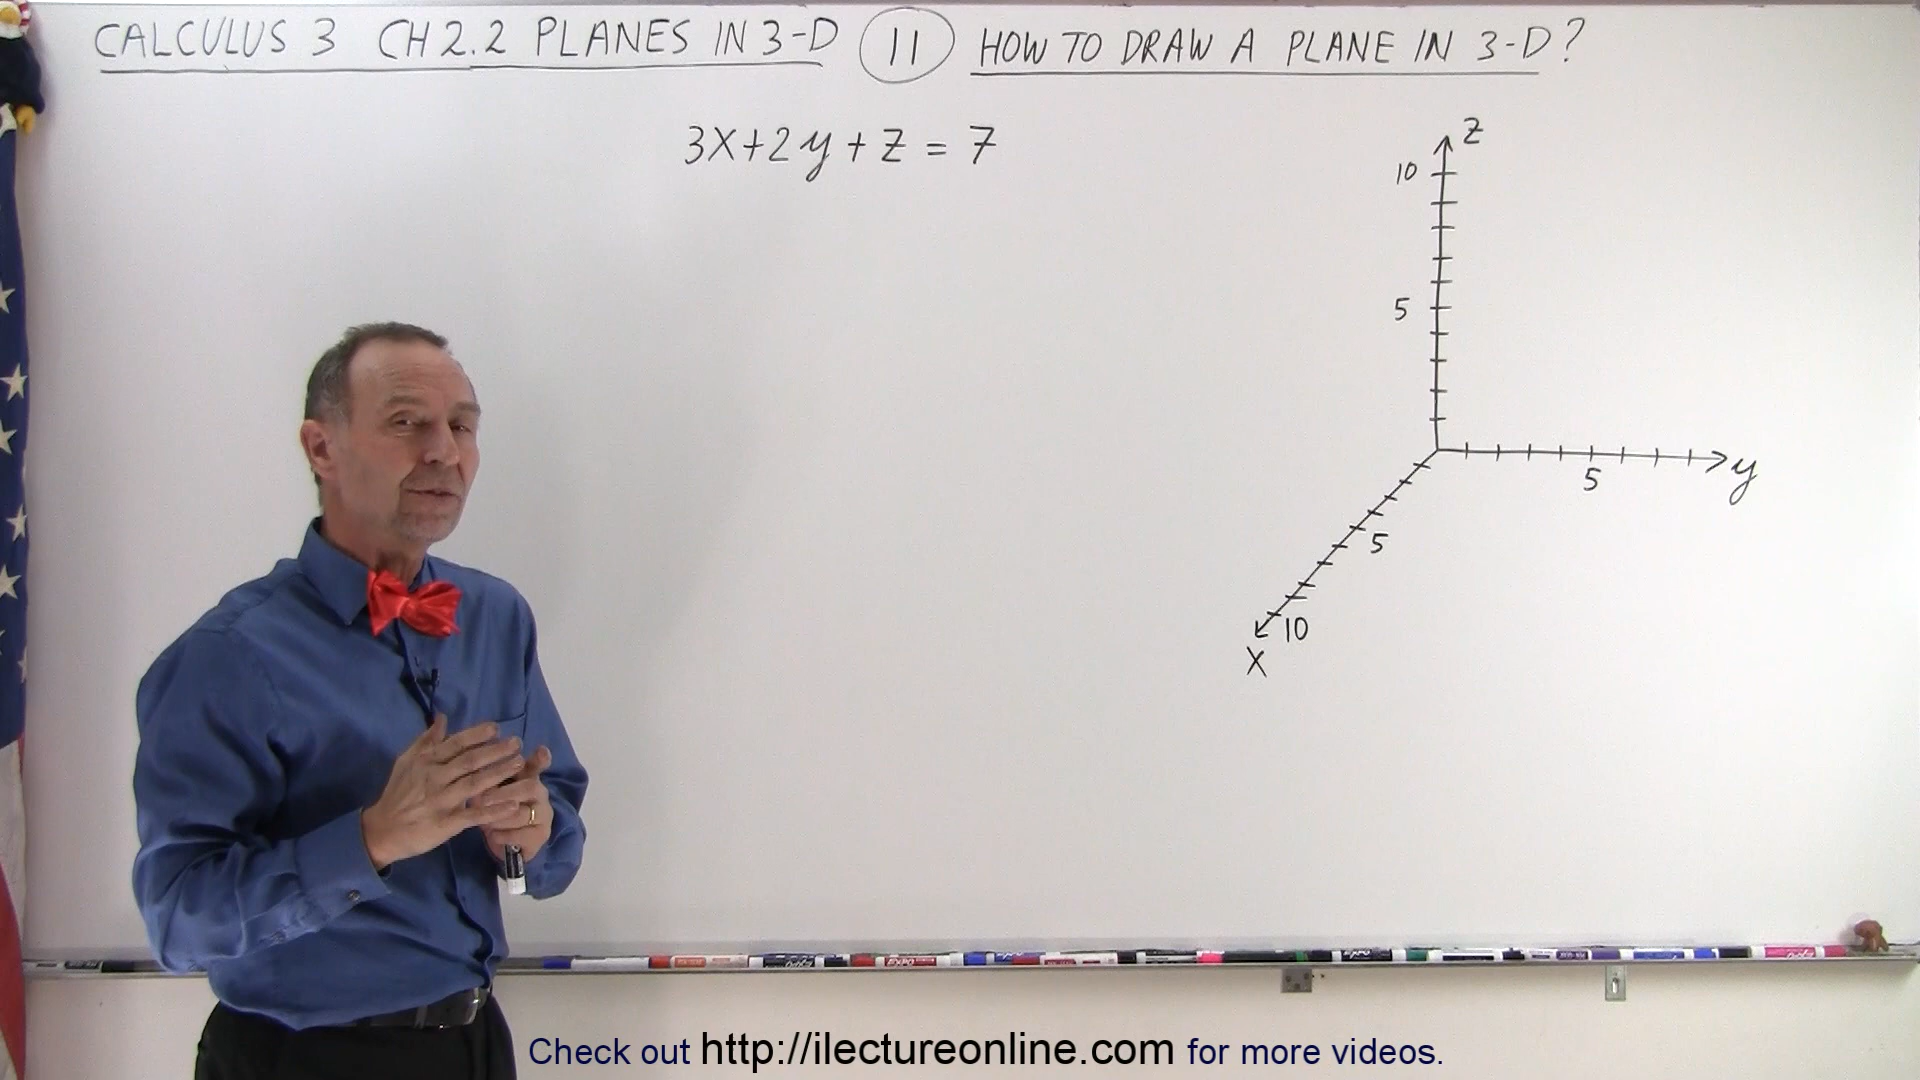 CALCULUS 3 CH 2.2 PLANES IN 3-D 11 HOW TO DRAW A PLANE IN 3-D?
3X+2y+Z = 7
Z
10
5
5
y
5
10
X
Check out http://ilectureonline.com for more videos.